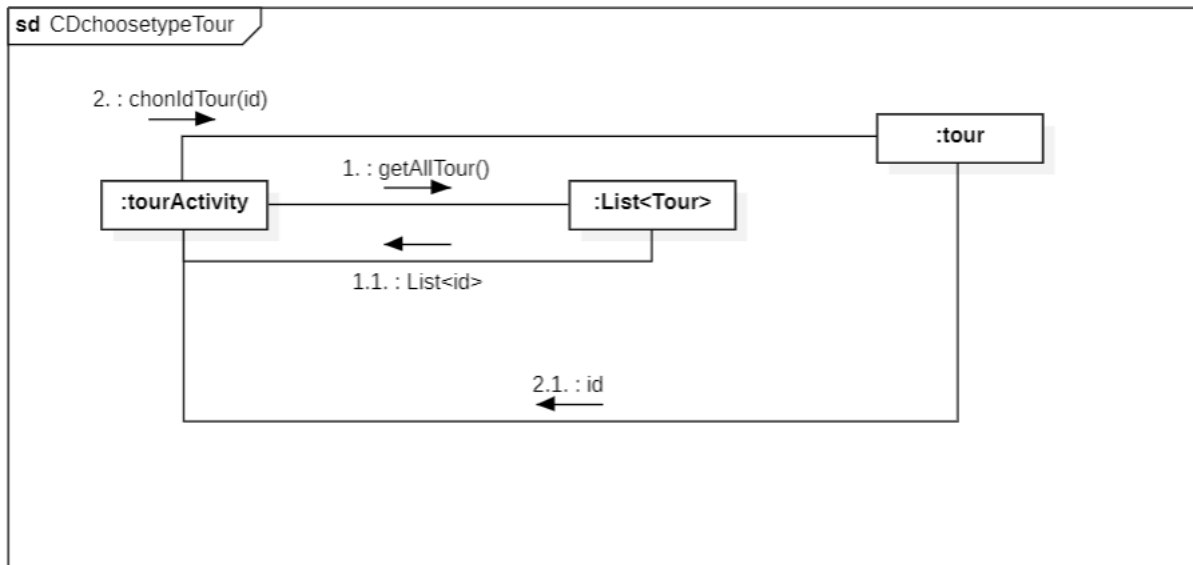 sd CDchoosetypeTour
2. : chonIdTour(id)
:tour
1. : getAllTour()
:tourActivity
:List<Tour>
1.1. : List<id>
2.1. : id